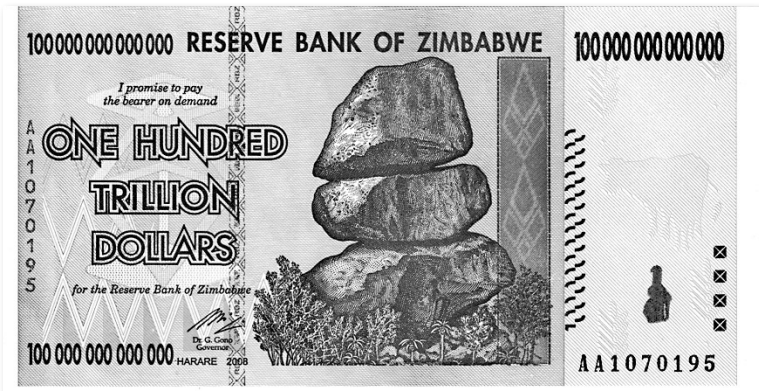 100 000 000 000 000 RESERVE BANK OF ZIMBABWE 100 000 000 000 000
I promise to pay
the bearer on demand
ONE HUNDRED
TRILLION
DOLLARS
for the Reserve Bank of Zimbabwe
Dr. G. Gono
Governor
100 000 000 000 000 HARARE 2008
AA1070195
AA1070195